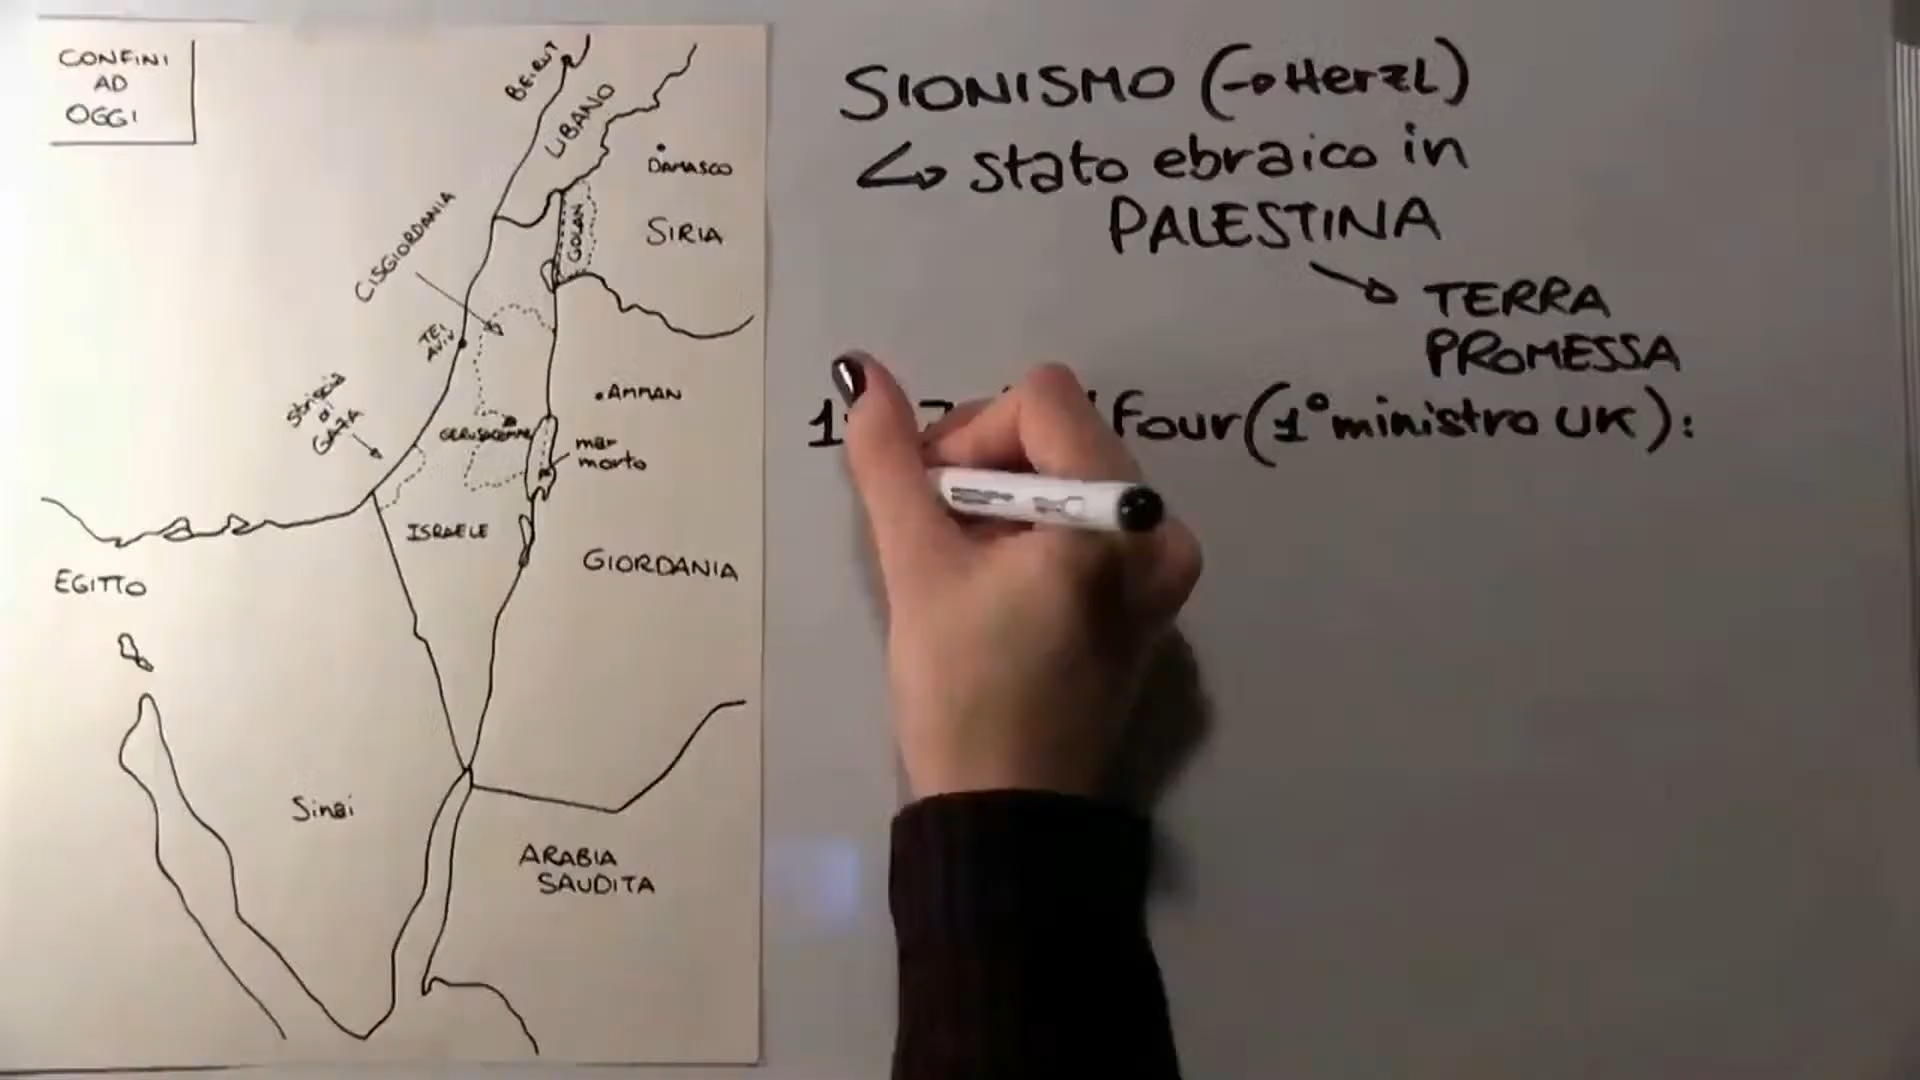 CONFINI
AD
OGGI
BEIRUT
LIBANO
DAMASCO
GOLAN
SIRIA
CISGIORDANIA
TEL
AVIV
AMMAN
Striscia
di
GAZA
GERUSALEMME
mar
morto
ISRAELE
GIORDANIA
EGITTO
Sinai
ARABIA
SAUDITA
SIONISMO (→Herzl)
↪ stato ebraico in
PALESTINA
TERRA
PROMESSA
four (1° ministro UK):